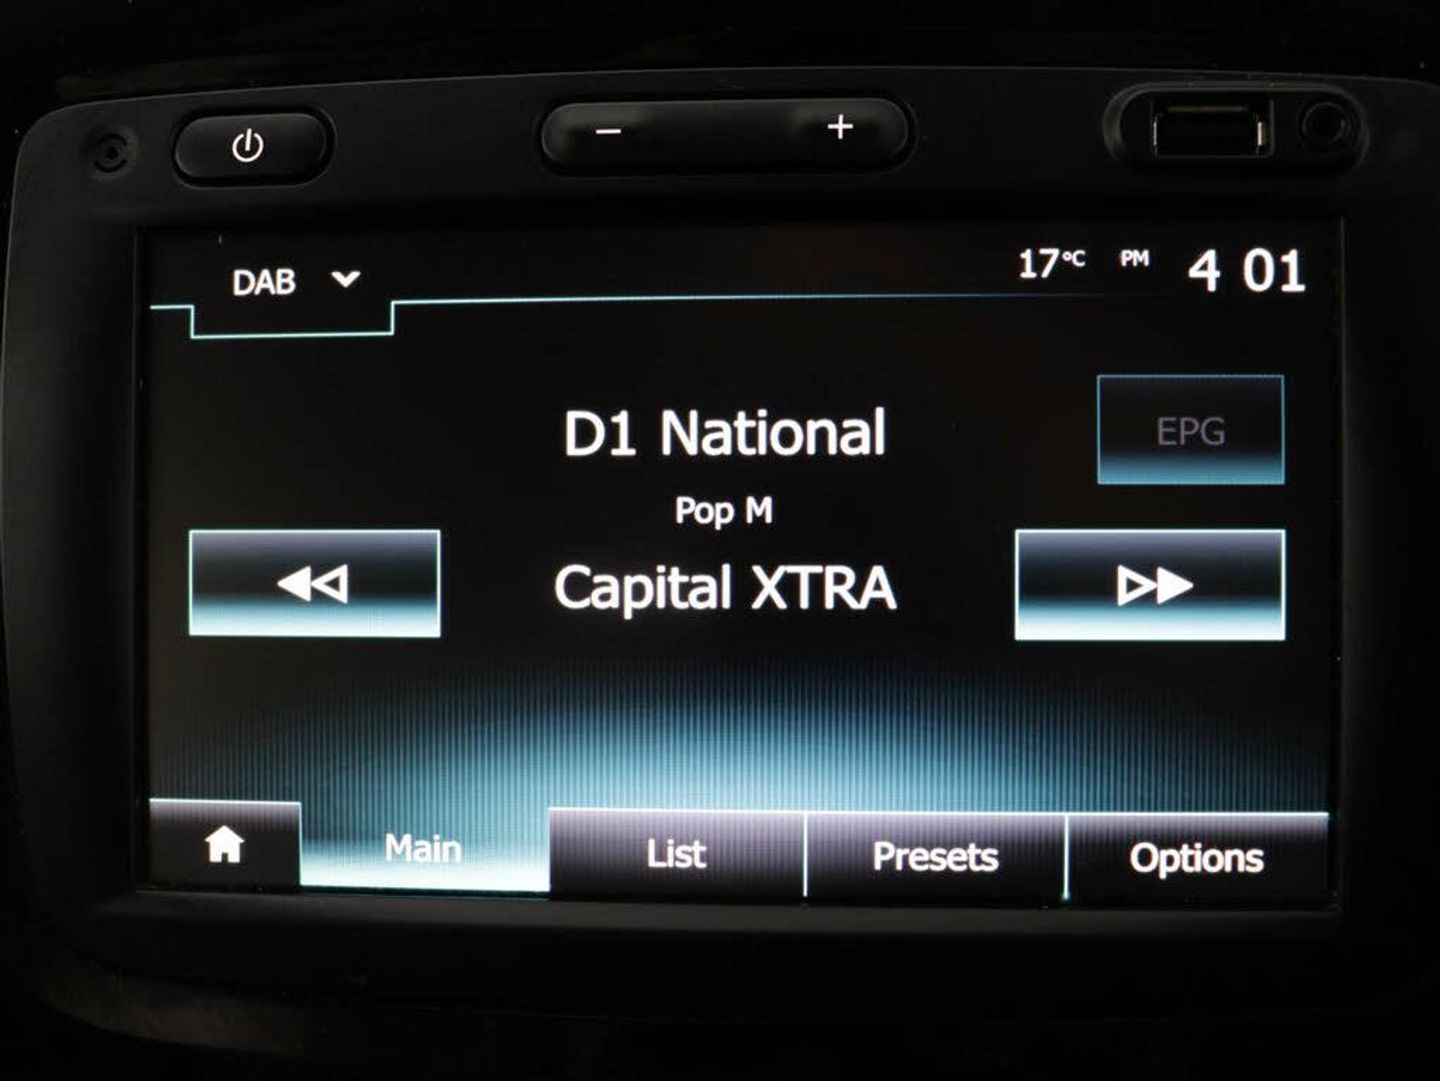 DAB
17°C PM 4 01
D1 National
EPG
Pop M
Capital XTRA
Main
List
Presets
Options